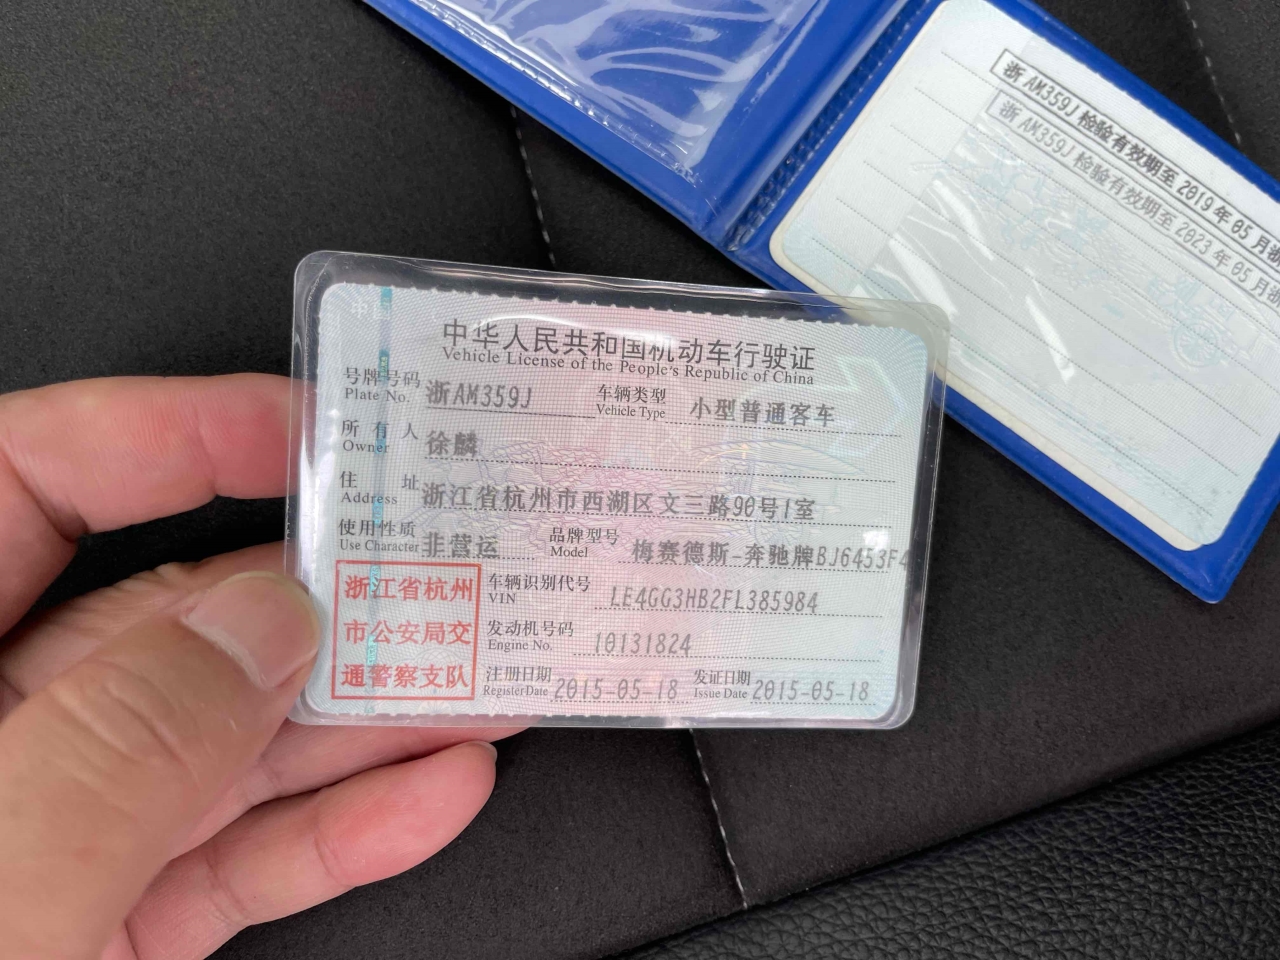 浙AM359J 检验有效期至 2019年05月
浙AM359J 检验有效期至 2023年05月
中华人民共和国机动车行驶证
Vehicle License of the People's Republic of China
号牌号码 浙AM359J 车辆类型 小型普通客车
Plate No. Vehicle Type
所有人 徐麟
Owner
住址 浙江省杭州市西湖区文三路90号1室
Address
使用性质 非营运 品牌型号 梅赛德斯-奔驰牌BJ6453F4
Use Character Model
浙江省杭州
市公安局交
通警察支队
车辆识别代号 LE4GG3HB2FL385984
VIN
发动机号码 10131824
Engine No.
注册日期 2015-05-18 发证日期 2015-05-18
Register Date Issue Date